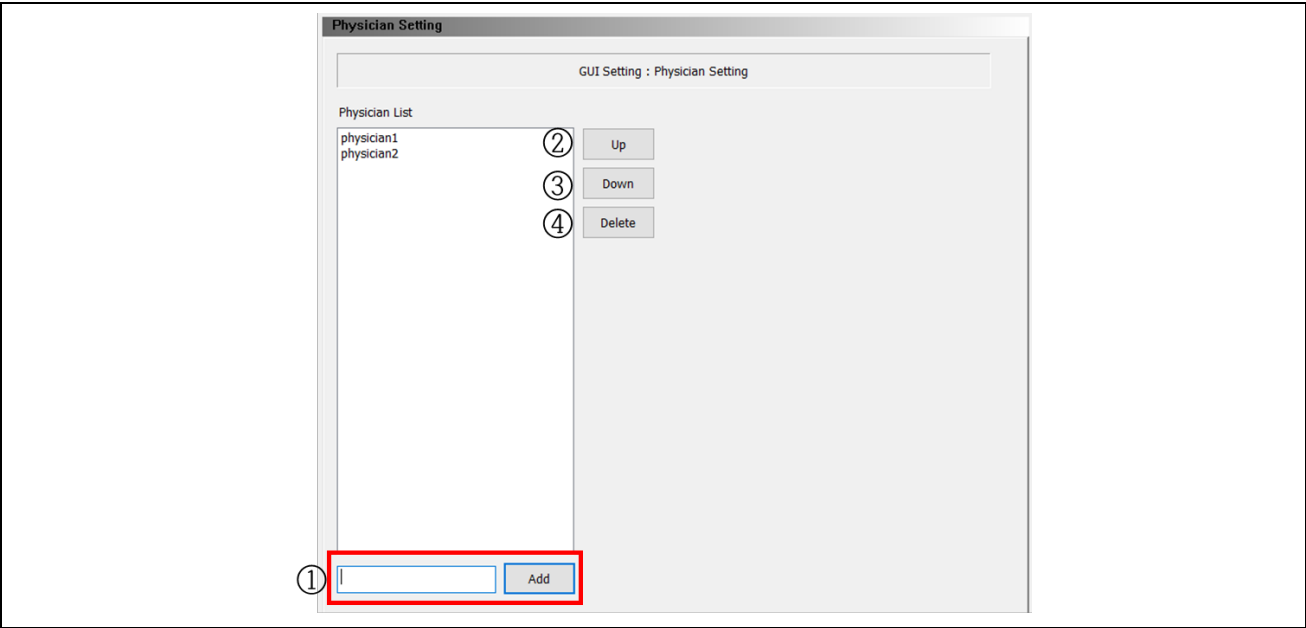 Physician Setting
GUI Setting : Physician Setting
Physician List
physician1
physician2
② Up
③ Down
④ Delete
① Add